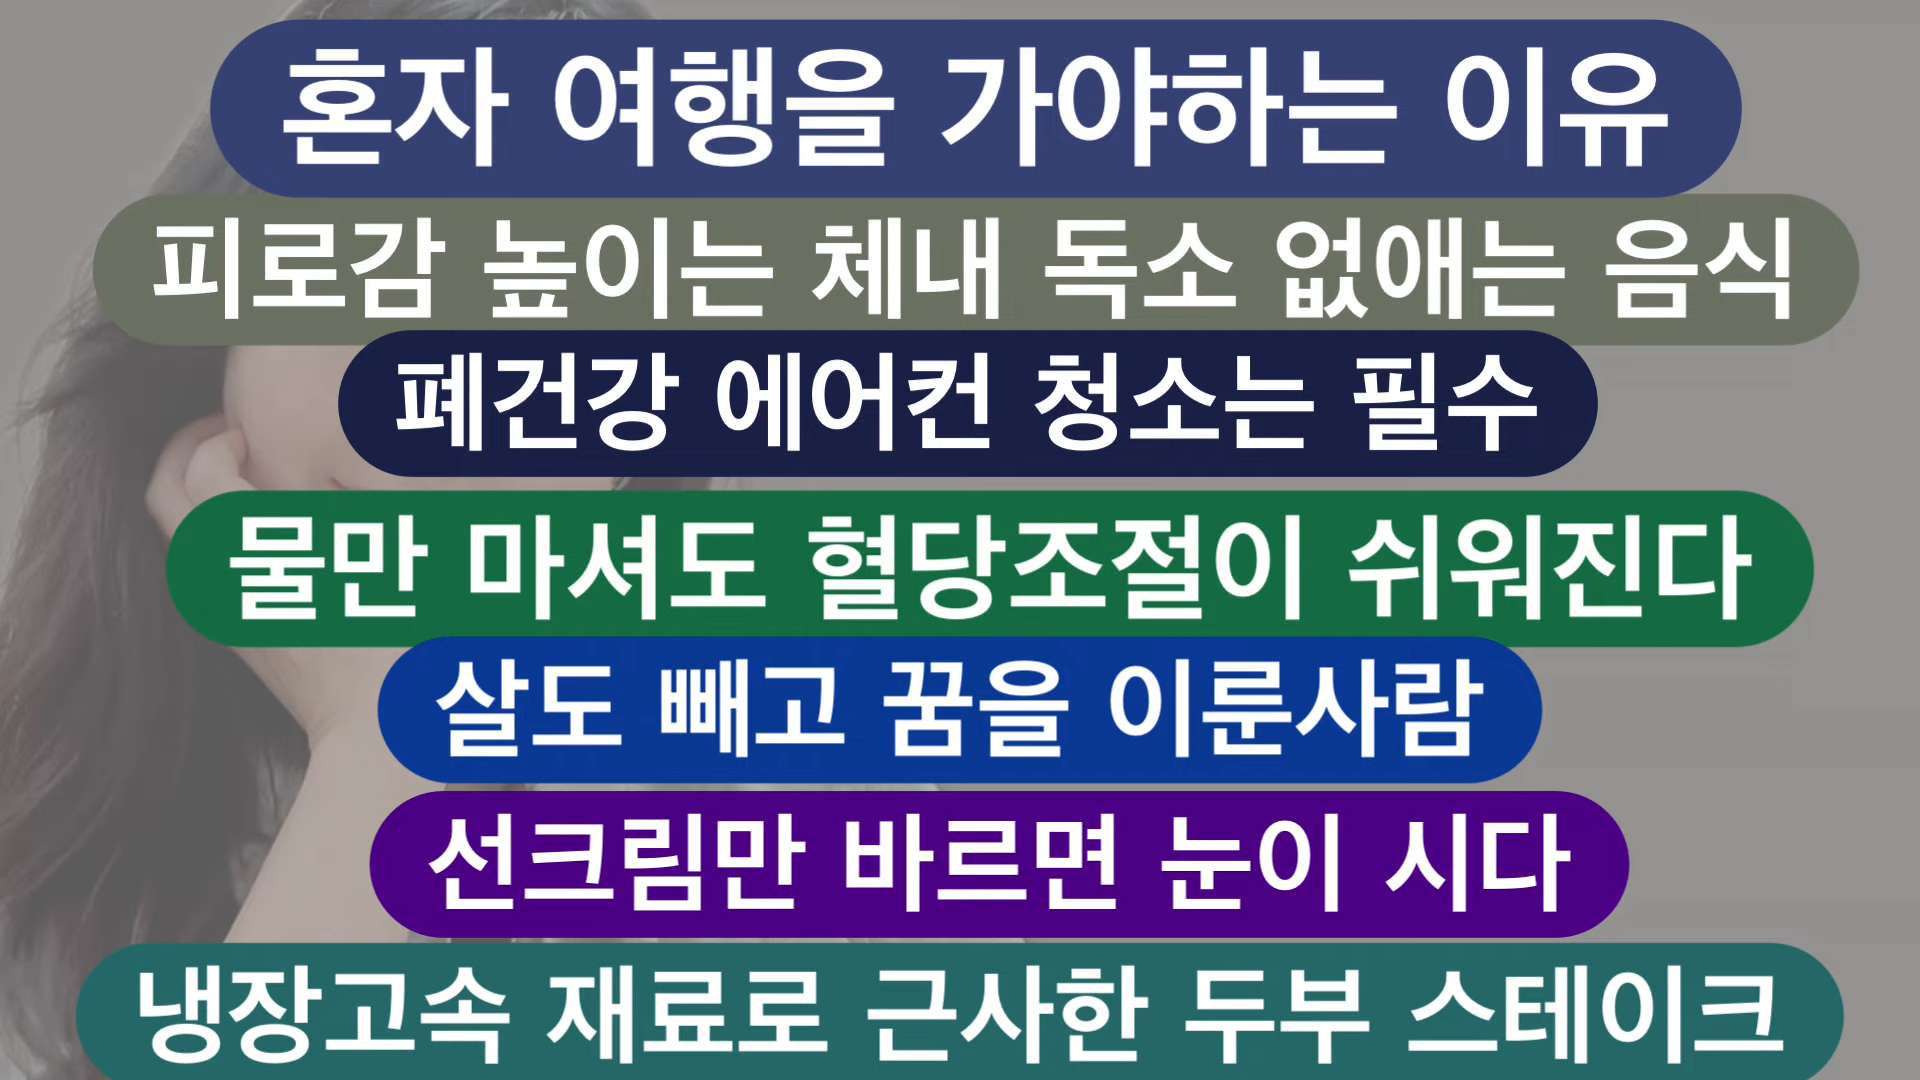 혼자 여행을 가야하는 이유
피로감 높이는 체내 독소 없애는 음식
폐건강 에어컨 청소는 필수
물만 마셔도 혈당조절이 쉬워진다
살도 빼고 꿈을 이룬사람
선크림만 바르면 눈이 시다
냉장고속 재료로 근사한 두부 스테이크